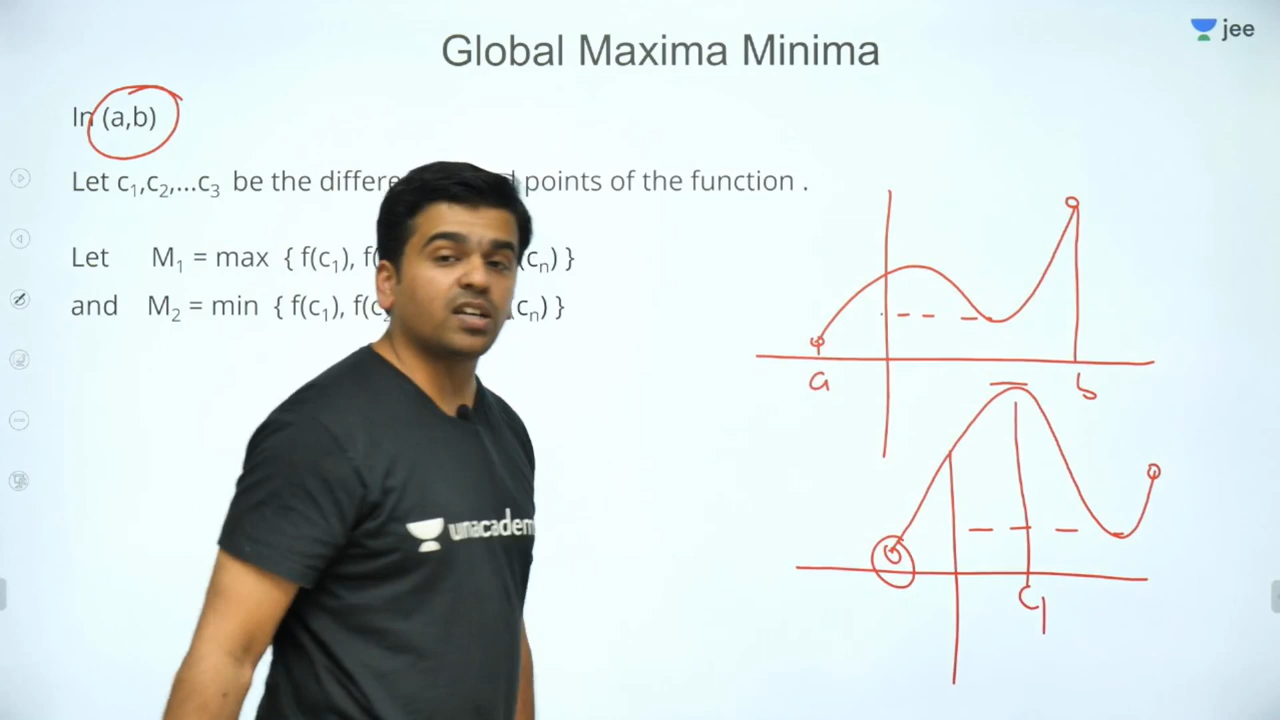 Global Maxima Minima
jee
In (a,b)
Let c₁,c₂,...c₃ be the points of the function .
Let M₁ = max { f(c₁), (cₙ) }
and M₂ = min { f(c₁), (cₙ) }
a
b
unacadem
C₁